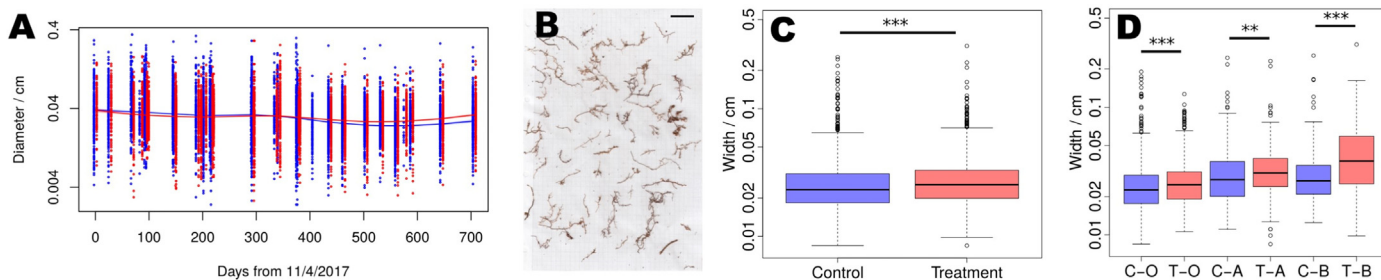 A
Diameter / cm
0.4
0.04
0.004
0 100 200 300 400 500 600 700
Days from 11/4/2017
B
C
Width / cm
0.5
0.2
0.1
0.05
0.02
0.01
***
Control Treatment
D
Width / cm
0.5
0.2
0.1
0.05
0.02
0.01
*** ** ***
C–O T–O C–A T–A C–B T–B